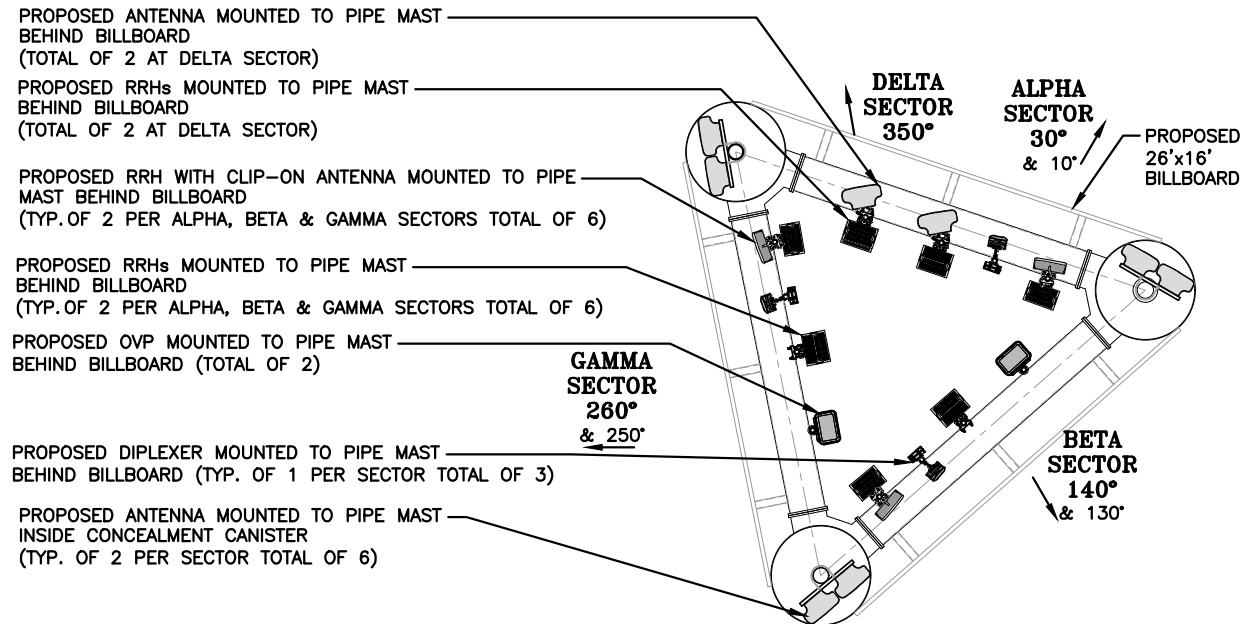 PROPOSED ANTENNA MOUNTED TO PIPE MAST
BEHIND BILLBOARD
(TOTAL OF 2 AT DELTA SECTOR)
PROPOSED RRHs MOUNTED TO PIPE MAST
BEHIND BILLBOARD
(TOTAL OF 2 AT DELTA SECTOR)
PROPOSED RRH WITH CLIP-ON ANTENNA MOUNTED TO PIPE
MAST BEHIND BILLBOARD
(TYP.OF 2 PER ALPHA, BETA & GAMMA SECTORS TOTAL OF 6)
PROPOSED RRHs MOUNTED TO PIPE MAST
BEHIND BILLBOARD
(TYP.OF 2 PER ALPHA, BETA & GAMMA SECTORS TOTAL OF 6)
PROPOSED OVP MOUNTED TO PIPE MAST
BEHIND BILLBOARD (TOTAL OF 2)
PROPOSED DIPLEXER MOUNTED TO PIPE MAST
BEHIND BILLBOARD (TYP. OF 1 PER SECTOR TOTAL OF 3)
PROPOSED ANTENNA MOUNTED TO PIPE MAST
INSIDE CONCEALMENT CANISTER
(TYP. OF 2 PER SECTOR TOTAL OF 6)
DELTA
SECTOR
350°
ALPHA
SECTOR
30°
& 10°
PROPOSED
26'x16'
BILLBOARD
GAMMA
SECTOR
260°
& 250°
BETA
SECTOR
140°
& 130°